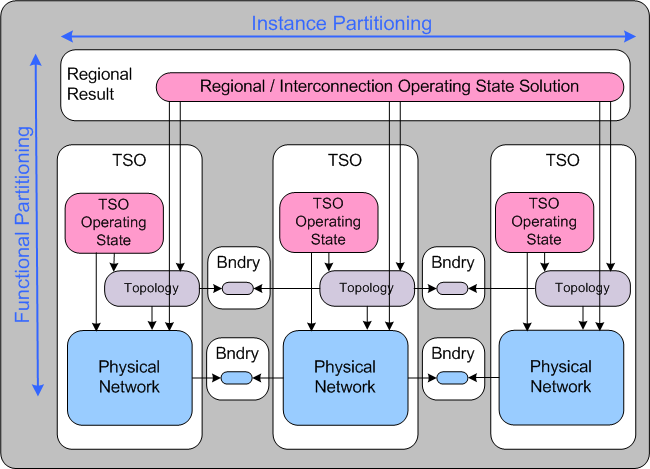 Instance Partitioning
Functional Partitioning
Regional
Result
Regional / Interconnection Operating State Solution
TSO
TSO
Operating
State
Topology
Physical
Network
Bndry
Bndry
TSO
TSO
Operating
State
Topology
Physical
Network
Bndry
Bndry
TSO
TSO
Operating
State
Topology
Physical
Network